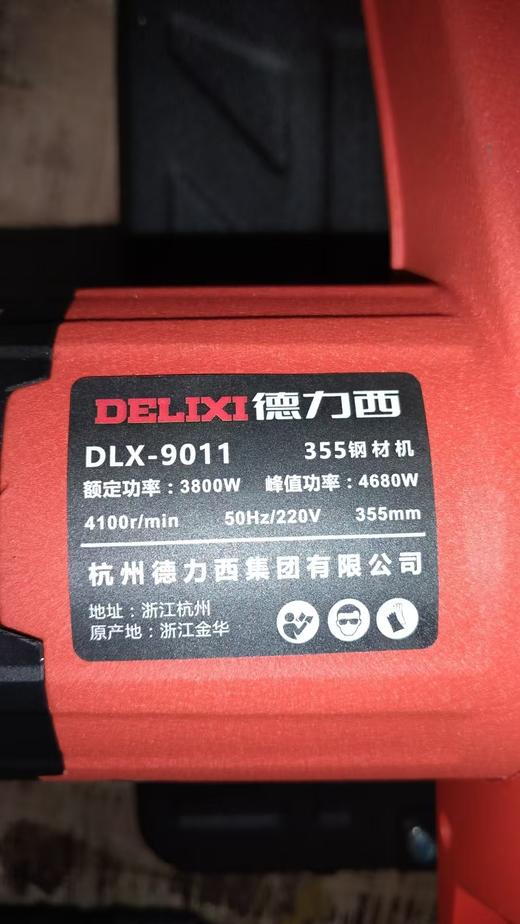 DELIXI德力西
DLX-9011 355钢材机
额定功率：3800W 峰值功率：4680W
4100r/min 50Hz/220V 355mm
杭州德力西集团有限公司
地址：浙江杭州
原产地：浙江金华